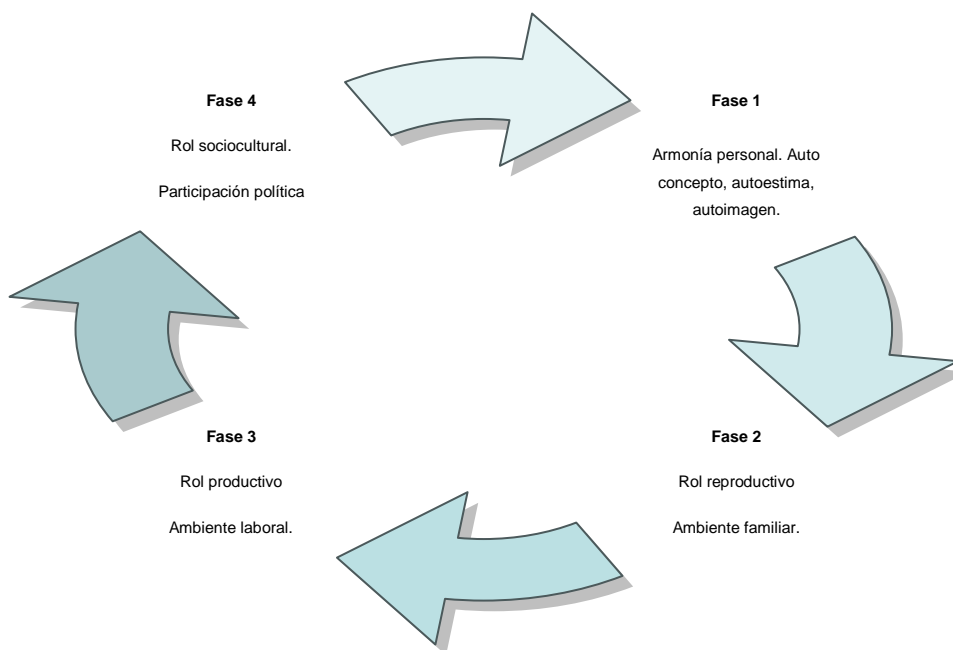 Fase 4
Rol sociocultural.
Participación política
Fase 1
Armonía personal. Auto
concepto, autoestima,
autoimagen.
Fase 3
Rol productivo
Ambiente laboral.
Fase 2
Rol reproductivo
Ambiente familiar.